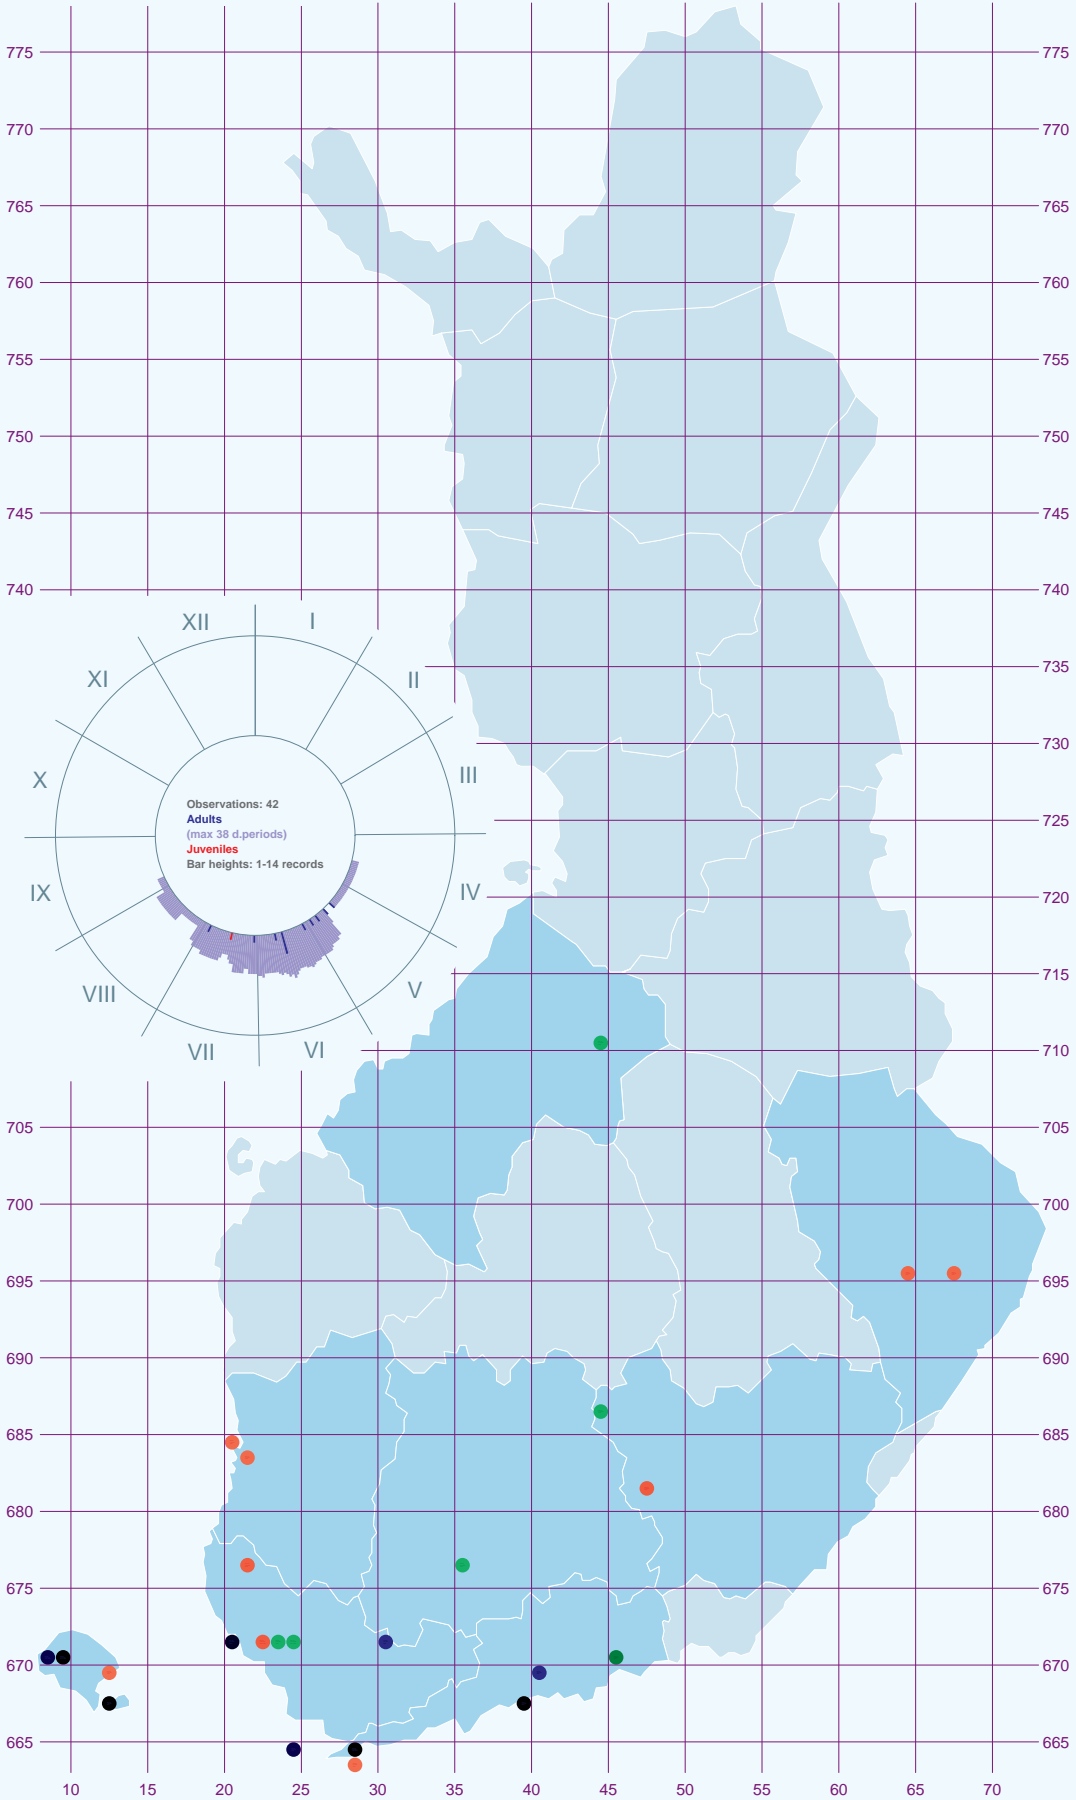 775 775
770 770
765 765
760 760
755 755
750 750
745 745
740 740
XII I
XI II
735
730
X III
725
Observations: 42
Adults
(max 38 d.periods)
Juveniles
Bar heights: 1-14 records
IX IV
720
715
VIII V
VII VI
710
705 705
700 700
695 695
690 690
685 685
680 680
675 675
670 670
665 665
10 15 20 25 30 35 40 45 50 55 60 65 70